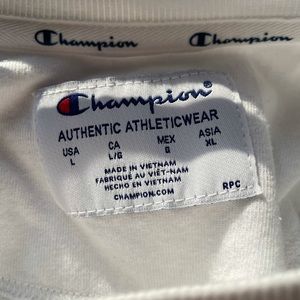 Champion Champion
Champion®
AUTHENTIC ATHLETICWEAR
USA CA MEX ASIA
L L/G G XL
MADE IN VIETNAM
FABRIQUÉ AU VIÊT-NAM
HECHO EN VIETNAM
CHAMPION.COM RPC